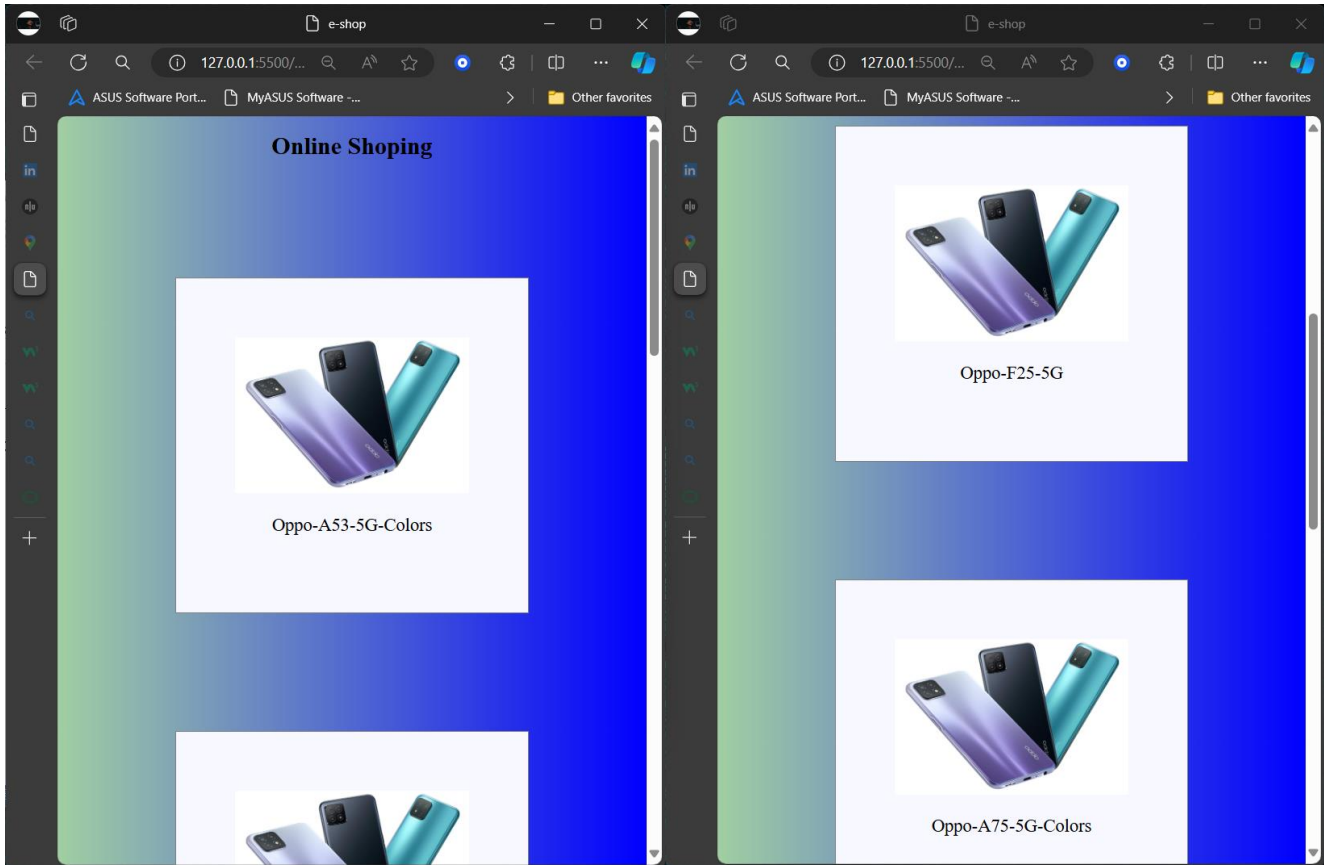 e-shop
127.0.0.1:5500/...
ASUS Software Port...
MyASUS Software -...
Other favorites
Online Shoping
Oppo-A53-5G-Colors
e-shop
127.0.0.1:5500/...
ASUS Software Port...
MyASUS Software -...
Other favorites
oppo
Oppo-F25-5G
Oppo-A75-5G-Colors